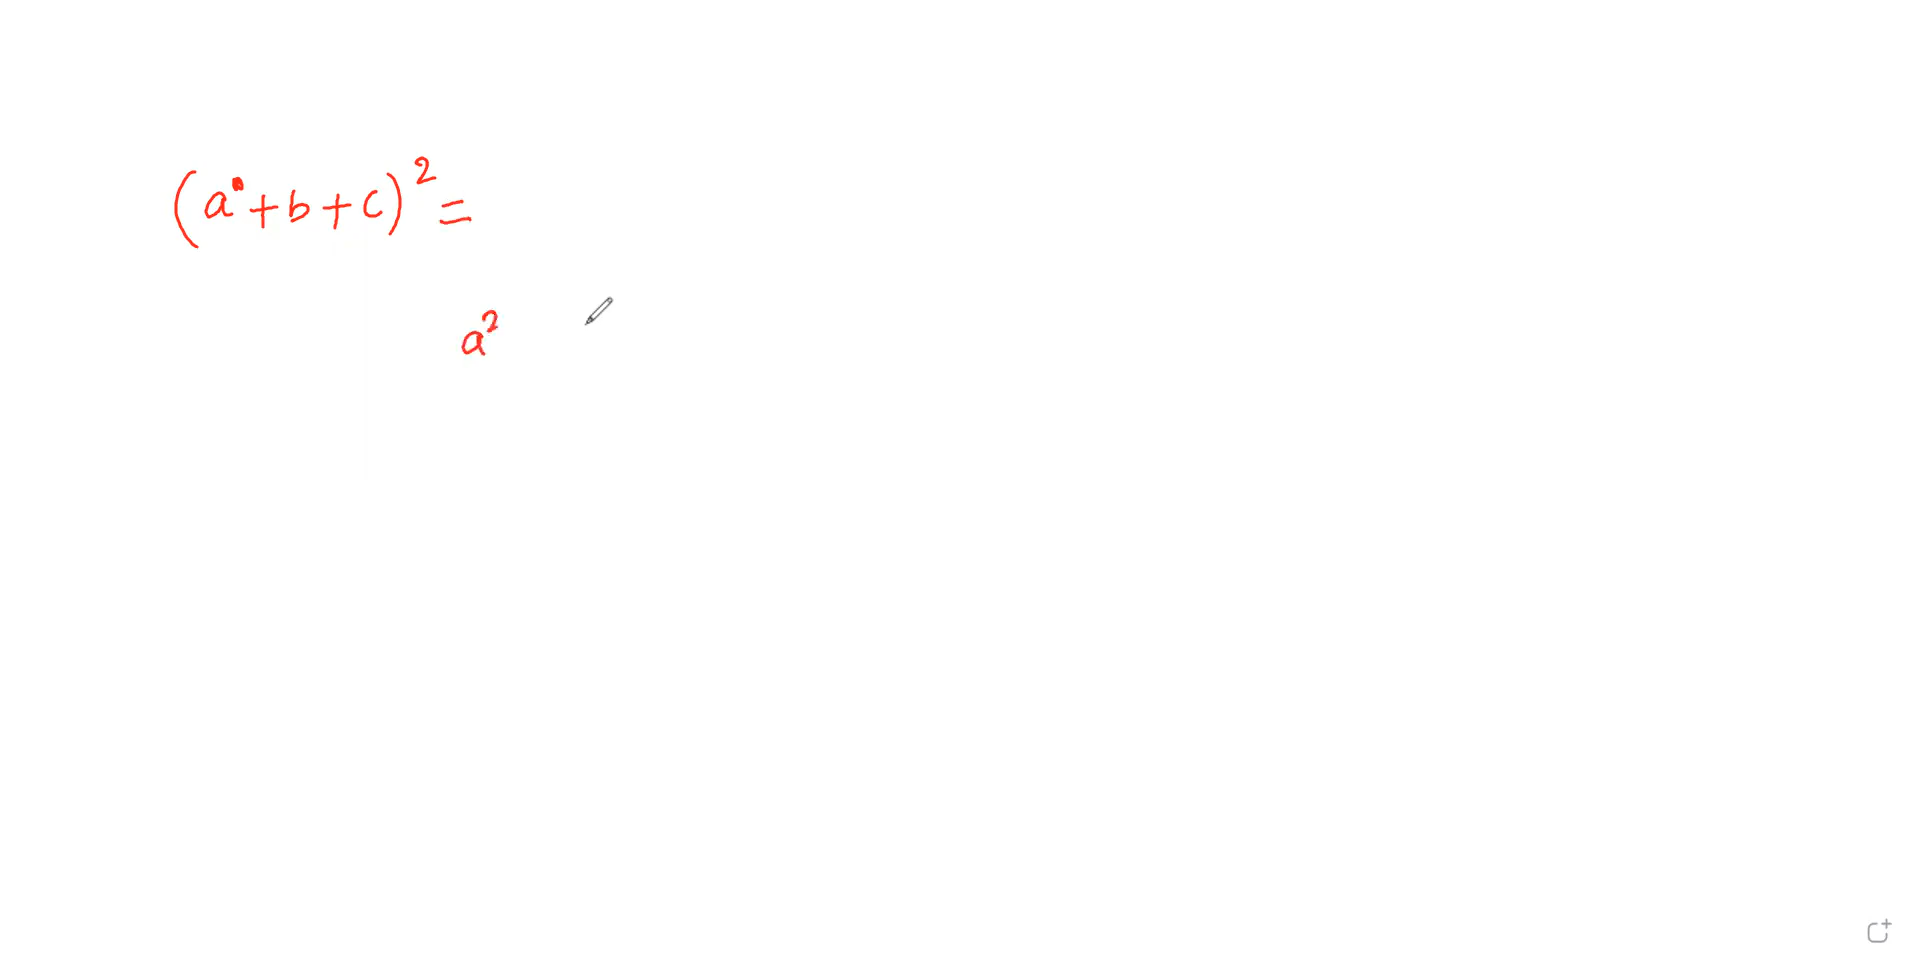 (a + b + c)² =
a²